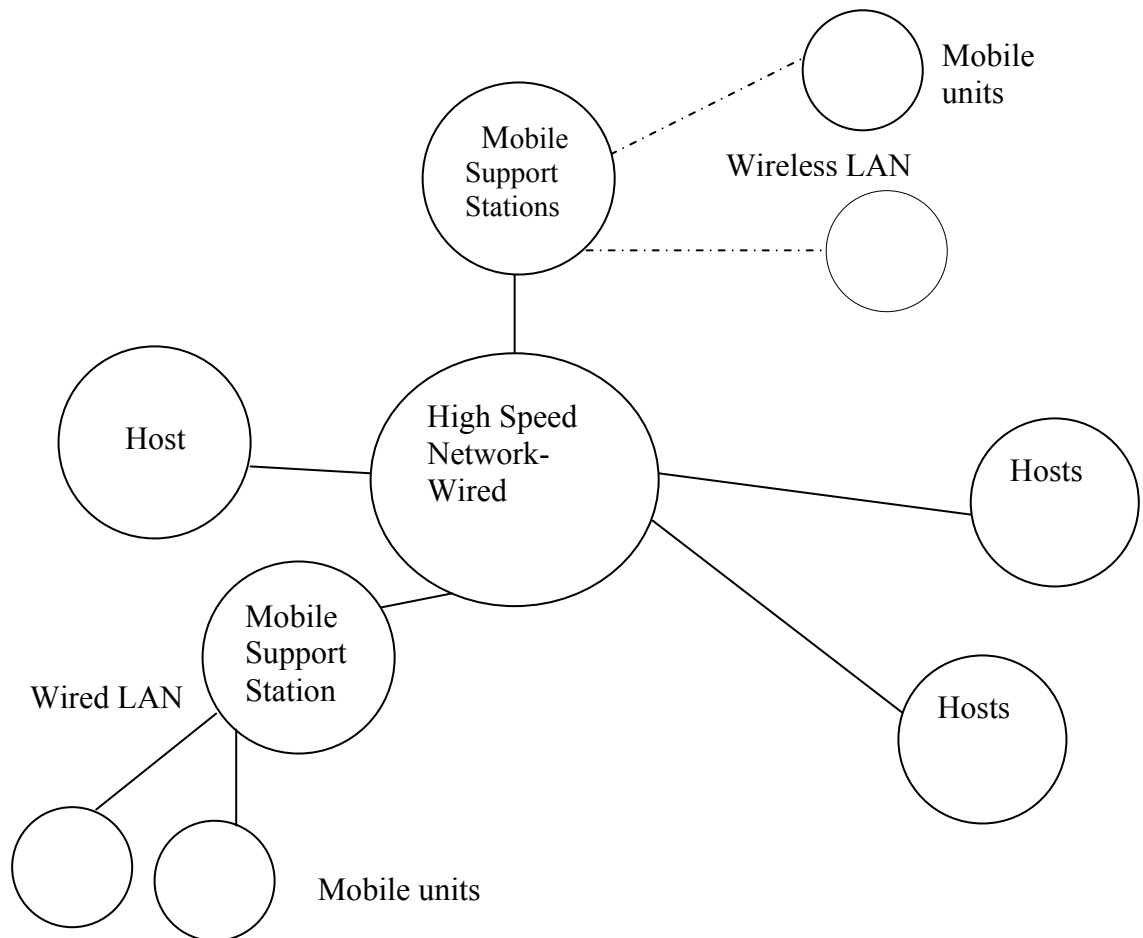 Mobile
units
Mobile
Support
Stations
Wireless LAN
Host
High Speed
Network-
Wired
Hosts
Mobile
Support
Station
Wired LAN
Hosts
Mobile units